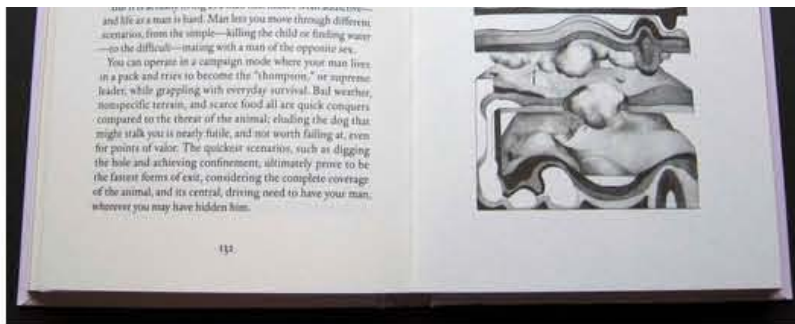 and life as a man is hard. Man lets you move through different
scenarios, from the simple—killing the child or finding water
—to the difficult—mating with a man of the opposite sex.
You can operate in a campaign mode where your man lives
in a pack and tries to become the "thompson," or supreme
leader, while grappling with everyday survival. Bad weather,
nonspecific terrain, and scarce food all are quick conquers
compared to the threat of the animal; eluding the dog that
might stalk you is nearly futile, and not worth failing at, even
for points of valor. The quickest scenarios, such as digging
the hole and achieving confinement, ultimately prove to be
the fastest forms of exit, considering the complete coverage
of the animal, and its central, driving need to have your man,
wherever you may have hidden him.
132